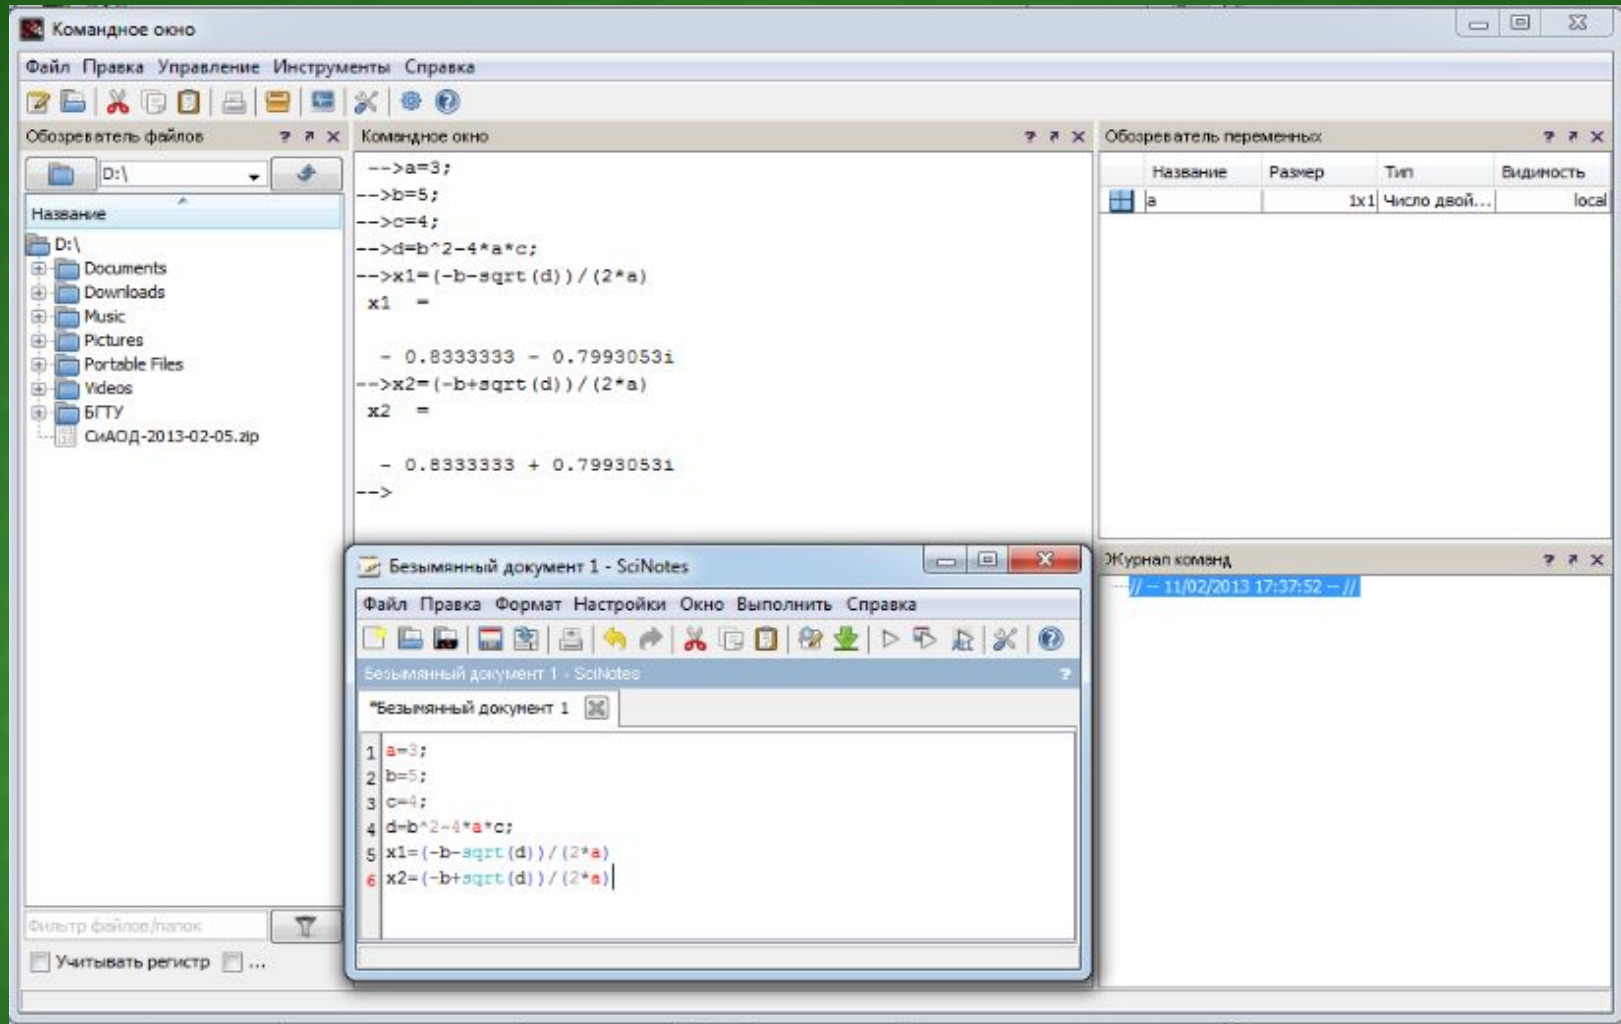 Командное окно
Файл Правка Управление Инструменты Справка
Обозреватель файлов
D:\
Название
D:\
Documents
Downloads
Music
Pictures
Portable Files
Videos
БГТУ
СиАОД-2013-02-05.zip
Фильтр файлов/папок
Учитывать регистр ...
Командное окно
-->a=3;
-->b=5;
-->c=4;
-->d=b^2-4*a*c;
-->x1=(-b-sqrt(d))/(2*a)
x1 =
- 0.8333333 - 0.7993053i
-->x2=(-b+sqrt(d))/(2*a)
x2 =
- 0.8333333 + 0.7993053i
-->
Обозреватель переменных
Название Размер Тип Видимость
a 1x1 Число двой... local
Журнал команд
// -- 11/02/2013 17:37:52 -- //
Безымянный документ 1 - SciNotes
Файл Правка Формат Настройки Окно Выполнить Справка
Безымянный документ 1 - SciNotes
*Безымянный документ 1
1 a=3;
2 b=5;
3 c=4;
4 d=b^2-4*a*c;
5 x1=(-b-sqrt(d))/(2*a)
6 x2=(-b+sqrt(d))/(2*a)